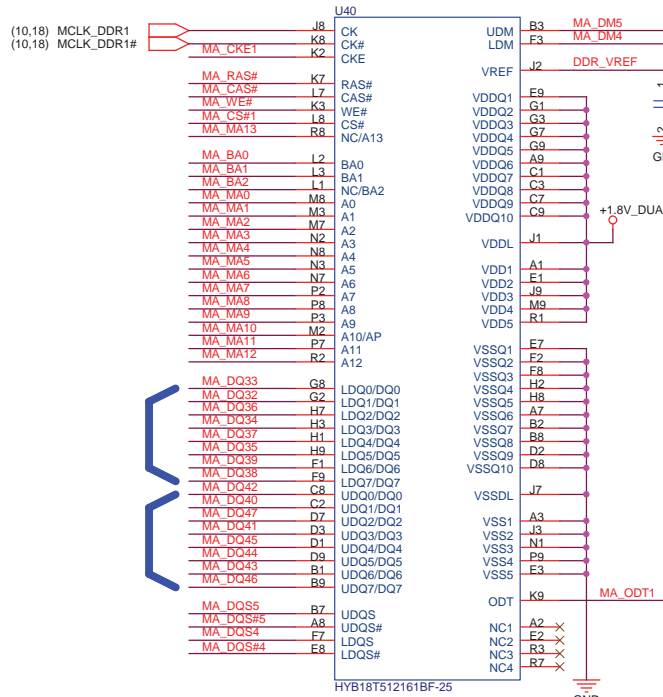 U40
(10,18) MCLK_DDR1 J8 CK UDM B3 MA_DM5
(10,18) MCLK_DDR1# K8 CK# LDM F3 MA_DM4
MA_CKE1 K2 CKE
VREF J2 DDR_VREF
MA_RAS# K7 RAS# VDDQ1 E9
MA_CAS# L7 CAS# VDDQ2 G1
MA_WE# K3 WE# VDDQ3 G3
MA_CS#1 L8 CS# VDDQ4 G7
MA_MA13 R8 NC/A13 VDDQ5 G9
VDDQ6 A9
MA_BA0 L2 BA0 VDDQ7 C1
MA_BA1 L3 BA1 VDDQ8 C3
MA_BA2 L1 NC/BA2 VDDQ9 C7
MA_MA0 M8 A0 VDDQ10 C9
MA_MA1 M3 A1 +1.8V_DUA
MA_MA2 M7 A2
MA_MA3 N2 A3 VDDL J1
MA_MA4 N8 A4
MA_MA5 N3 A5 VDD1 A1
MA_MA6 N7 A6 VDD2 E1
MA_MA7 P2 A7 VDD3 J9
MA_MA8 P8 A8 VDD4 M9
MA_MA9 P3 A9 VDD5 R1
MA_MA10 M2 A10/AP
MA_MA11 P7 A11 VSSQ1 E7
MA_MA12 R2 A12 VSSQ2 F2
VSSQ3 F8
MA_DQ33 G8 LDQ0/DQ0 VSSQ4 H2
MA_DQ32 G2 LDQ1/DQ1 VSSQ5 H8
MA_DQ36 H7 LDQ2/DQ2 VSSQ6 A7
MA_DQ34 H3 LDQ3/DQ3 VSSQ7 B2
MA_DQ37 H1 LDQ4/DQ4 VSSQ8 B8
MA_DQ35 H9 LDQ5/DQ5 VSSQ9 D2
MA_DQ39 F1 LDQ6/DQ6 VSSQ10 D8
MA_DQ38 F9 LDQ7/DQ7
MA_DQ42 C8 UDQ0/DQ0 VSSDL J7
MA_DQ40 C2 UDQ1/DQ1
MA_DQ47 D7 UDQ2/DQ2 VSS1 A3
MA_DQ41 D3 UDQ3/DQ3 VSS2 J3
MA_DQ45 D1 UDQ4/DQ4 VSS3 N1
MA_DQ44 D9 UDQ5/DQ5 VSS4 P9
MA_DQ43 B1 UDQ6/DQ6 VSS5 E3
MA_DQ46 B9 UDQ7/DQ7
ODT K9 MA_ODT1
MA_DQS5 B7 UDQS
MA_DQS#5 A8 UDQS# NC1 A2
MA_DQS4 F7 LDQS NC2 E2
MA_DQS#4 E8 LDQS# NC3 R3
NC4 R7
HYB18T512161BF-25